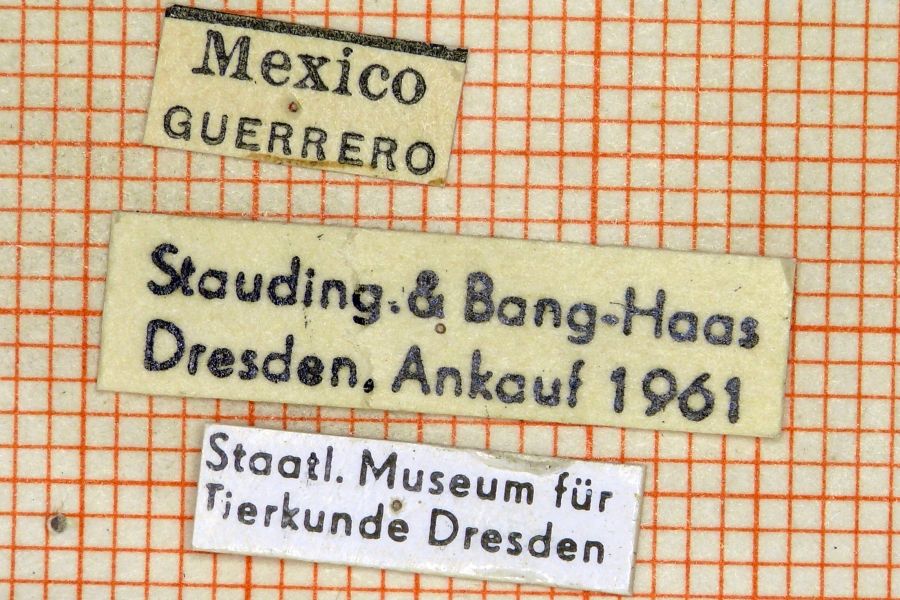 Mexico
GUERRERO
Stauding.& Bang-Haas
Dresden, Ankauf 1961
Staatl. Museum für
Tierkunde Dresden